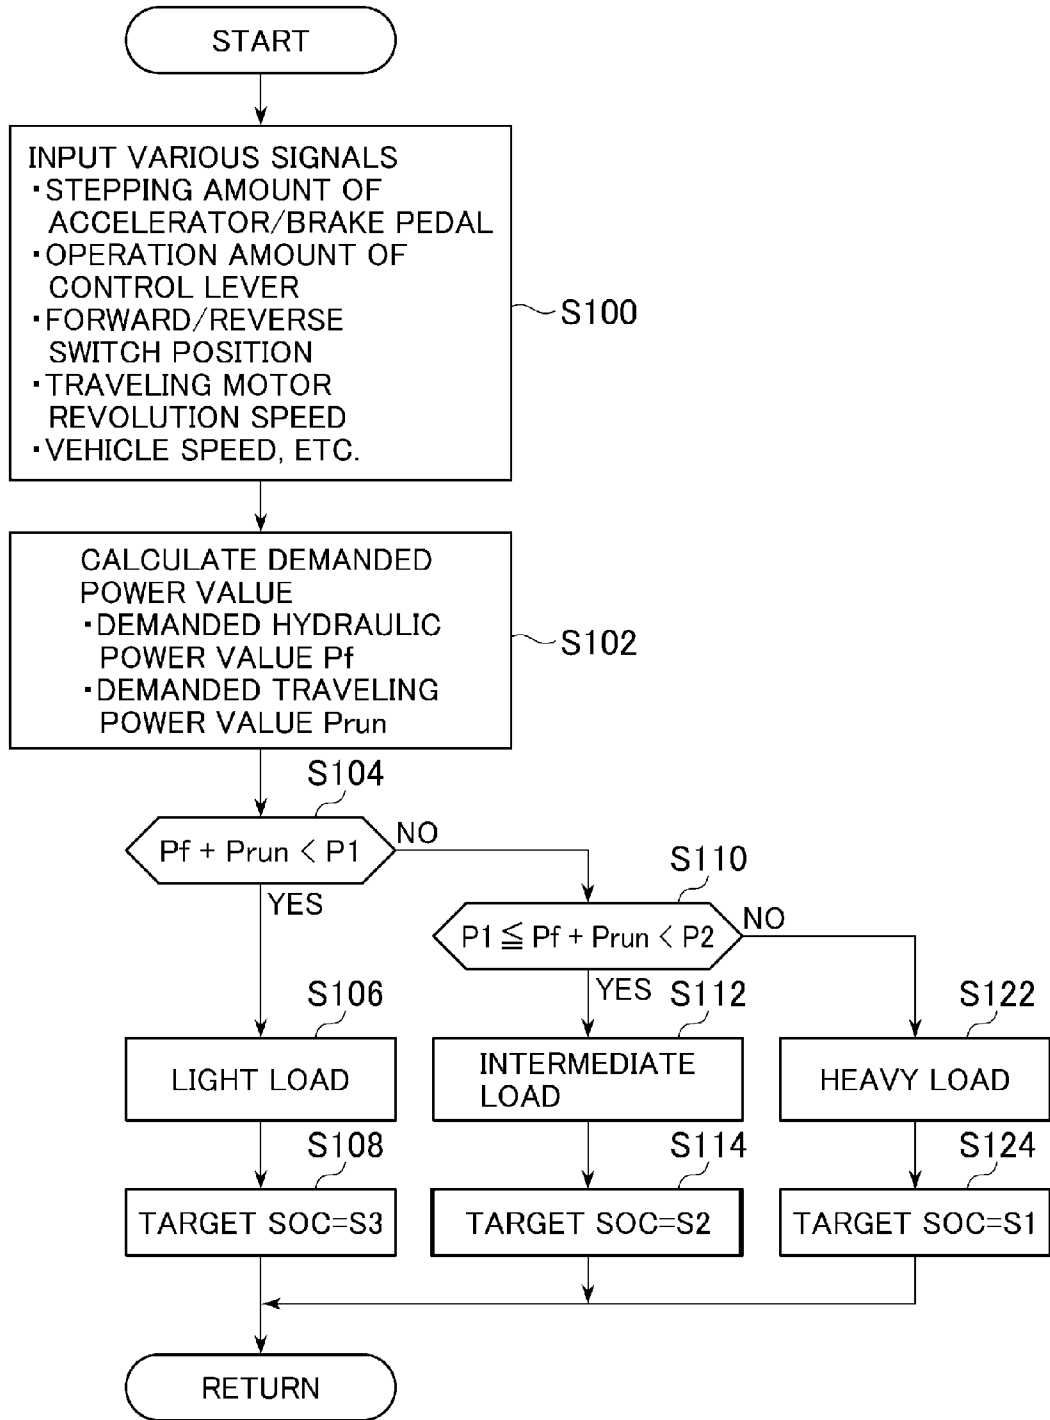 START
INPUT VARIOUS SIGNALS
・STEPPING AMOUNT OF
ACCELERATOR/BRAKE PEDAL
・OPERATION AMOUNT OF
CONTROL LEVER
・FORWARD/REVERSE
SWITCH POSITION
・TRAVELING MOTOR
REVOLUTION SPEED
・VEHICLE SPEED, ETC.
S100
CALCULATE DEMANDED
POWER VALUE
・DEMANDED HYDRAULIC
POWER VALUE Pf
・DEMANDED TRAVELING
POWER VALUE Prun
S102
S104
Pf + Prun < P1
NO
YES
S110
P1 ≦ Pf + Prun < P2
NO
YES
S106
LIGHT LOAD
S112
INTERMEDIATE
LOAD
S122
HEAVY LOAD
S108
TARGET SOC=S3
S114
TARGET SOC=S2
S124
TARGET SOC=S1
RETURN